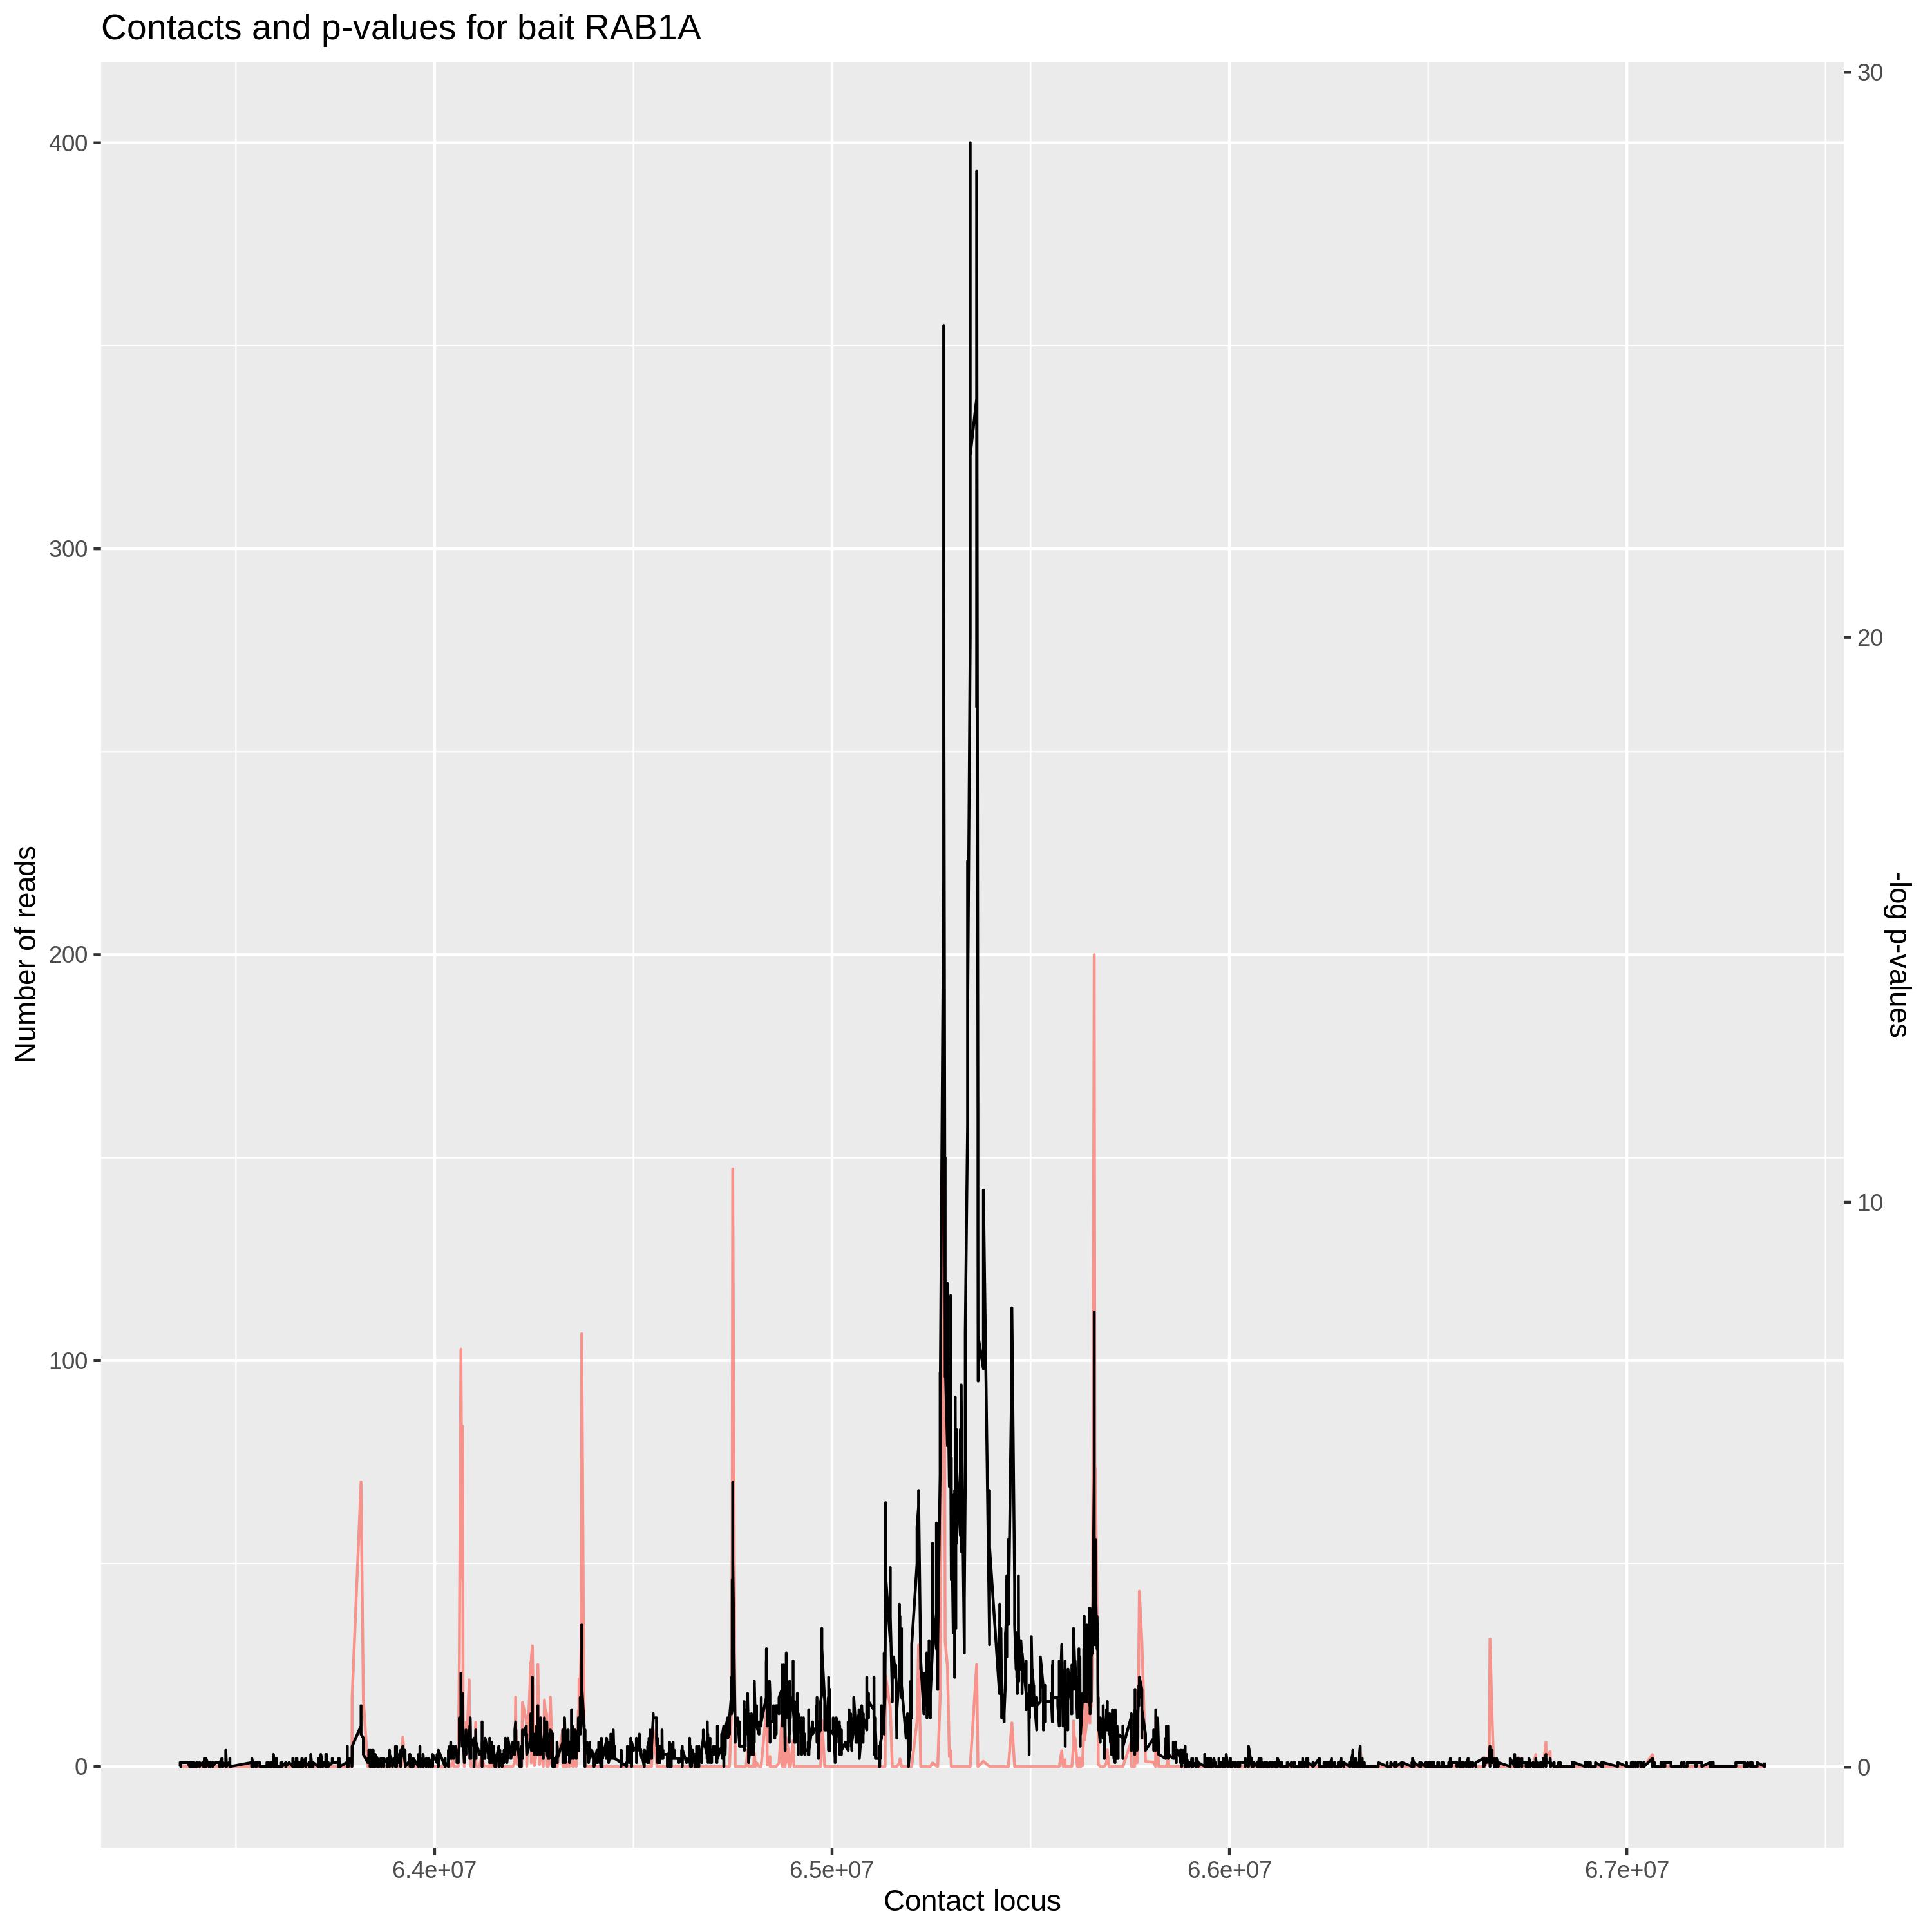 Contacts and p-values for bait RAB1A
400
300
200
100
0
Number of reads
30
20
10
0
-log p-values
6.4e+07
6.5e+07
6.6e+07
6.7e+07
Contact locus